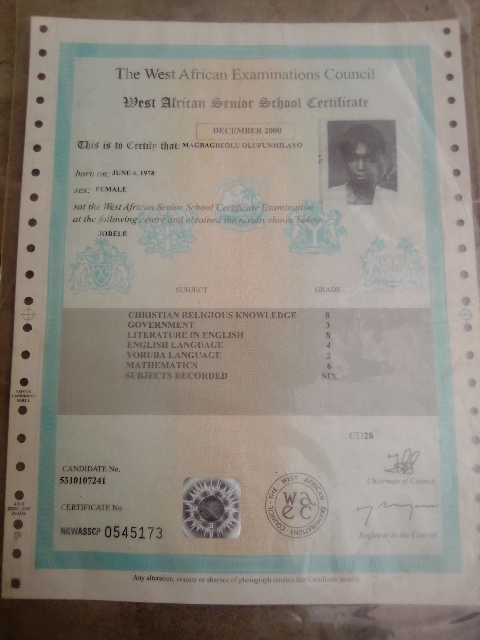 The West African Examinations Council
West African Senior School Certificate
DECEMBER 2000
This is to Certify that: MAGBAGBEOLU OLUFUNMILAYO
born on: JUNE 6, 1978
sex: FEMALE
sat the West African Senior School Certificate Examination
at the following centre and obtained the results shown below
JOBELE
SUBJECT GRADE
CHRISTIAN RELIGIOUS KNOWLEDGE 8
GOVERNMENT 3
LITERATURE IN ENGLISH 8
ENGLISH LANGUAGE 4
YORUBA LANGUAGE 2
MATHEMATICS 6
SUBJECTS RECORDED SIX
CD28
Chairman of Council
CANDIDATE No.
5310107241
CERTIFICATE No.
NGWASSCP 0545173
THE WEST AFRICAN EXAMINATIONS COUNCIL
waec
Registrar to the Council
Any alteration, erasure or absence of photograph renders this Certificate invalid